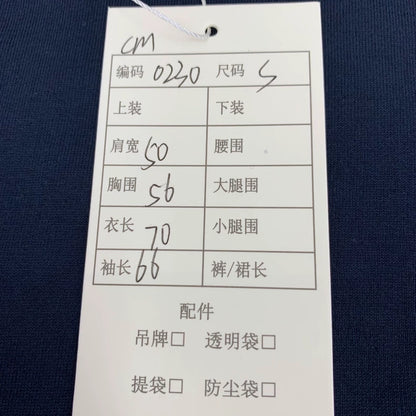 CM
编码 0230 尺码 S
上装 下装
肩宽 50 腰围
胸围 56 大腿围
衣长 70 小腿围
袖长 66 裤/裙长
配件
吊牌□ 透明袋□
提袋□ 防尘袋□